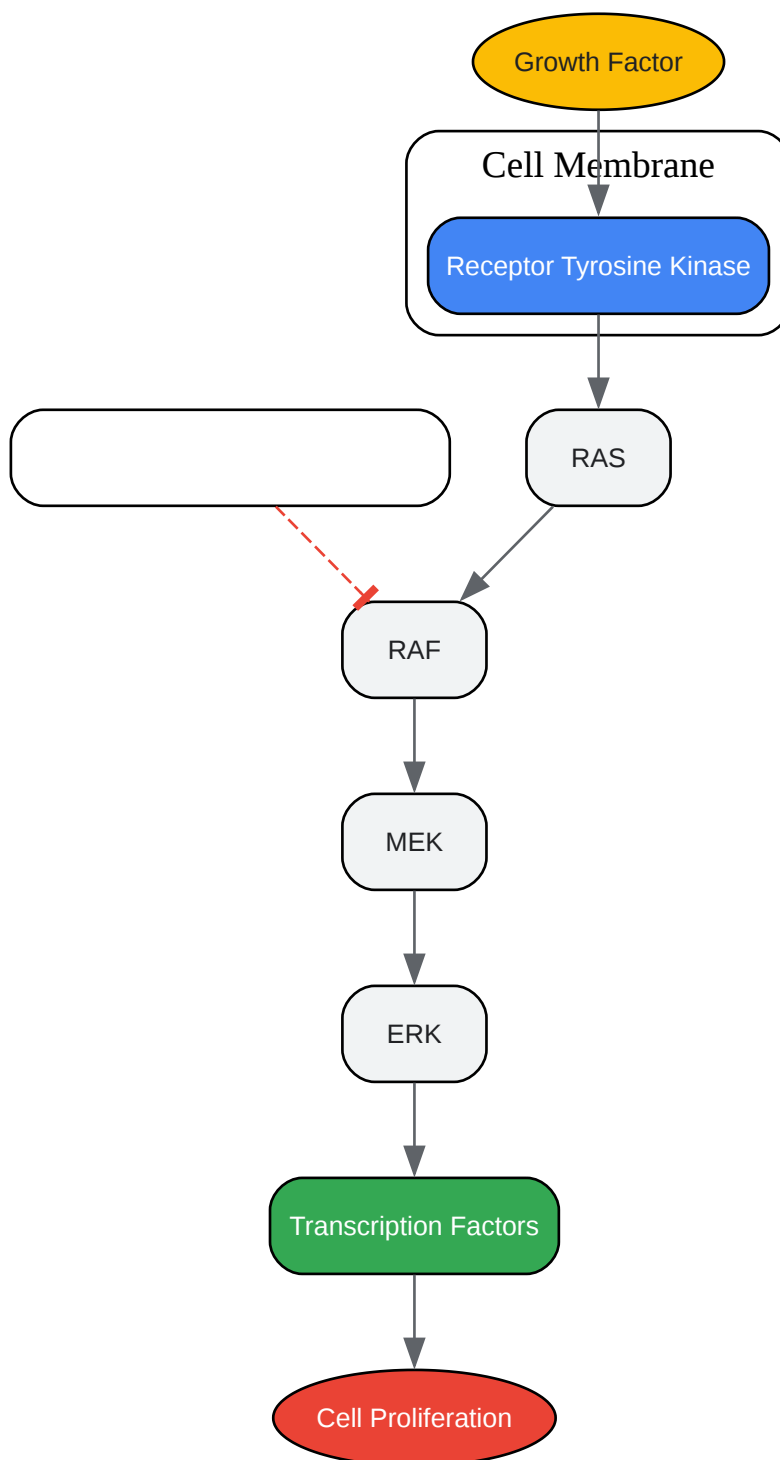 Growth Factor
Cell Membrane
Receptor Tyrosine Kinase
RAS
RAF
MEK
ERK
Transcription Factors
Cell Proliferation